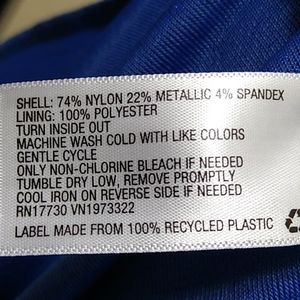 SHELL: 74% NYLON 22% METALLIC 4% SPANDEX
LINING: 100% POLYESTER
TURN INSIDE OUT
MACHINE WASH COLD WITH LIKE COLORS
GENTLE CYCLE
ONLY NON-CHLORINE BLEACH IF NEEDED
TUMBLE DRY LOW, REMOVE PROMPTLY
COOL IRON ON REVERSE SIDE IF NEEDED
RN17730 VN1973322
LABEL MADE FROM 100% RECYCLED PLASTIC